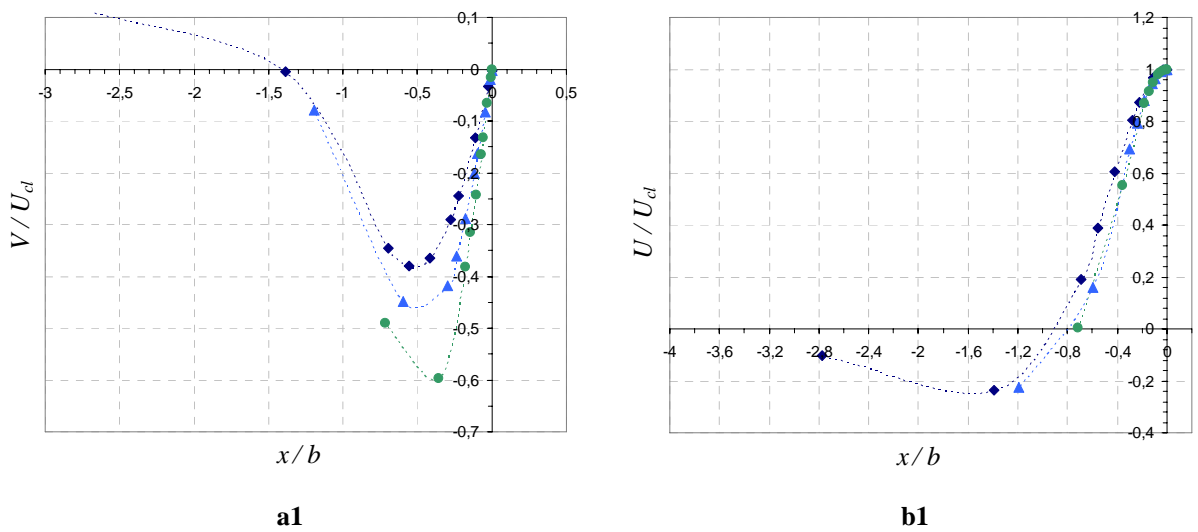 0,1
0
-0,1
-0,2
-0,3
-0,4
-0,5
-0,6
-0,7
-3 -2,5 -2 -1,5 -1 -0,5 0 0,5
V / U_cl
x / b
a1
1,2
1
0,8
0,6
0,4
0,2
0
-0,2
-0,4
-4 -3,6 -3,2 -2,8 -2,4 -2 -1,6 -1,2 -0,8 -0,4 0
U / U_cl
x / b
b1